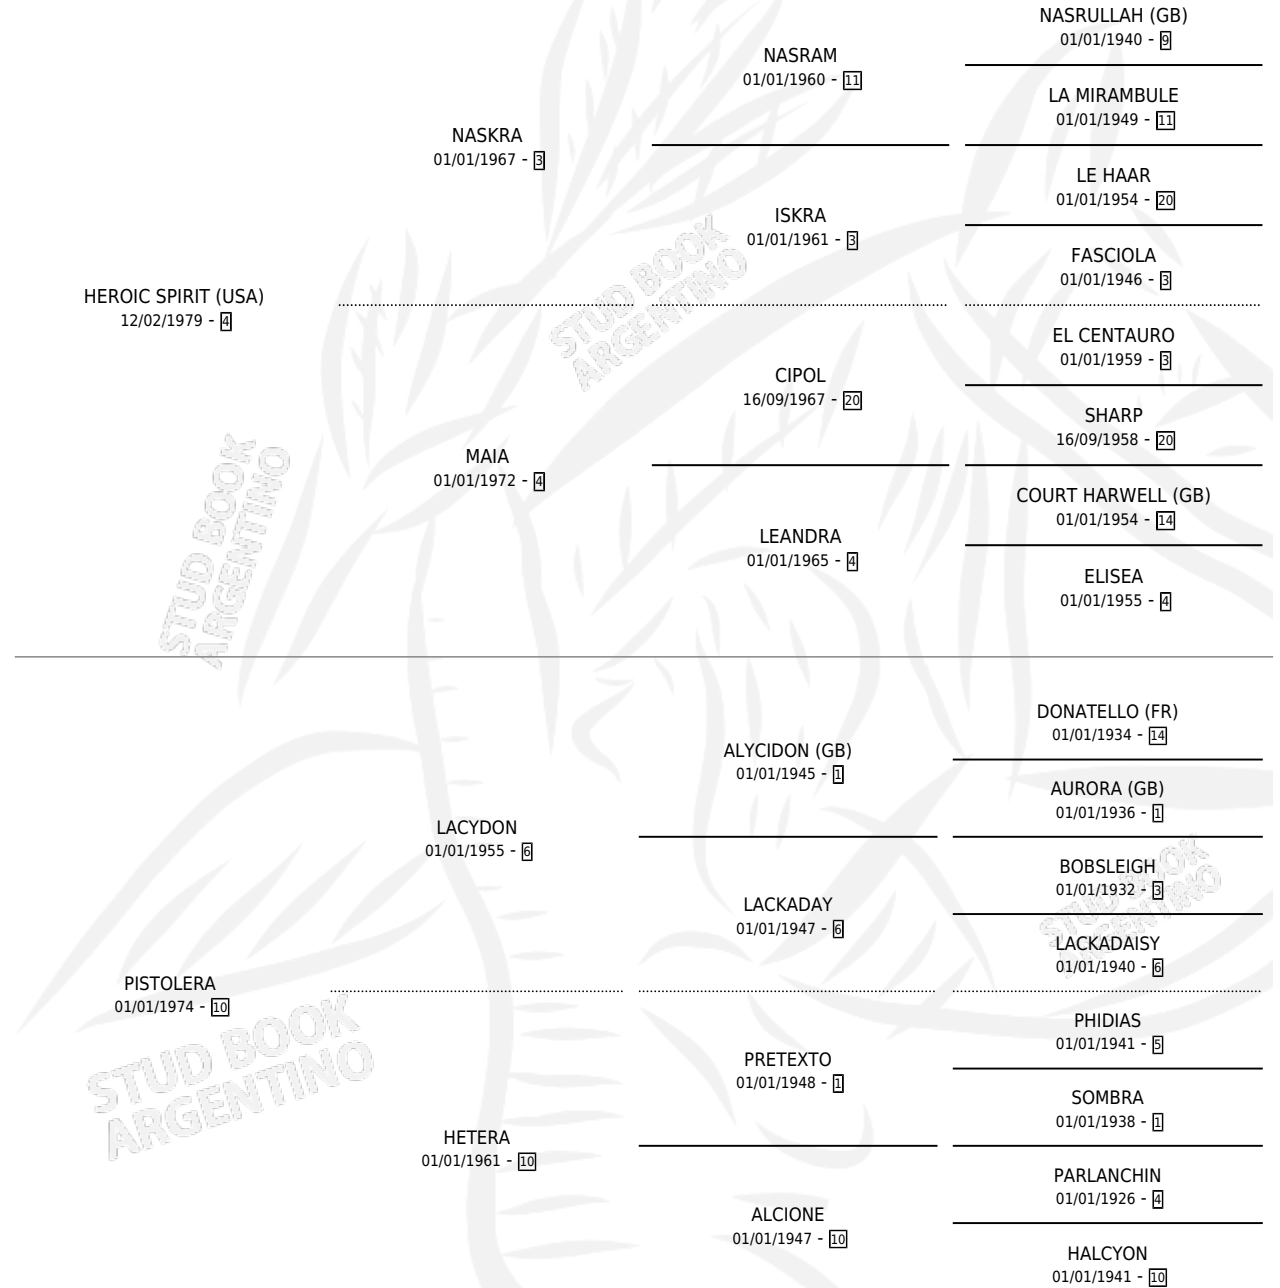 NASRULLAH (GB)
01/01/1940 - 9
NASRAM
01/01/1960 - 11
LA MIRAMBULE
01/01/1949 - 11
NASKRA
01/01/1967 - 3
LE HAAR
01/01/1954 - 20
ISKRA
01/01/1961 - 3
FASCIOLA
01/01/1946 - 3
HEROIC SPIRIT (USA)
12/02/1979 - 4
EL CENTAURO
01/01/1959 - 3
CIPOL
16/09/1967 - 20
SHARP
16/09/1958 - 20
MAIA
01/01/1972 - 4
COURT HARWELL (GB)
01/01/1954 - 14
LEANDRA
01/01/1965 - 4
ELISEA
01/01/1955 - 4
DONATELLO (FR)
01/01/1934 - 14
ALYCIDON (GB)
01/01/1945 - 1
AURORA (GB)
01/01/1936 - 1
LACYDON
01/01/1955 - 6
BOBSLEIGH
01/01/1932 - 3
LACKADAY
01/01/1947 - 6
LACKADAISY
01/01/1940 - 6
PISTOLERA
01/01/1974 - 10
PHIDIAS
01/01/1941 - 5
PRETEXTO
01/01/1948 - 1
SOMBRA
01/01/1938 - 1
HETERA
01/01/1961 - 10
PARLANCHIN
01/01/1926 - 4
ALCIONE
01/01/1947 - 10
HALCYON
01/01/1941 - 10
STUD BOOK
ARGENTINO
STUD BOOK
ARGENTINO
STUD BOOK
ARGENTINO
STUD BOOK
ARGENTINO